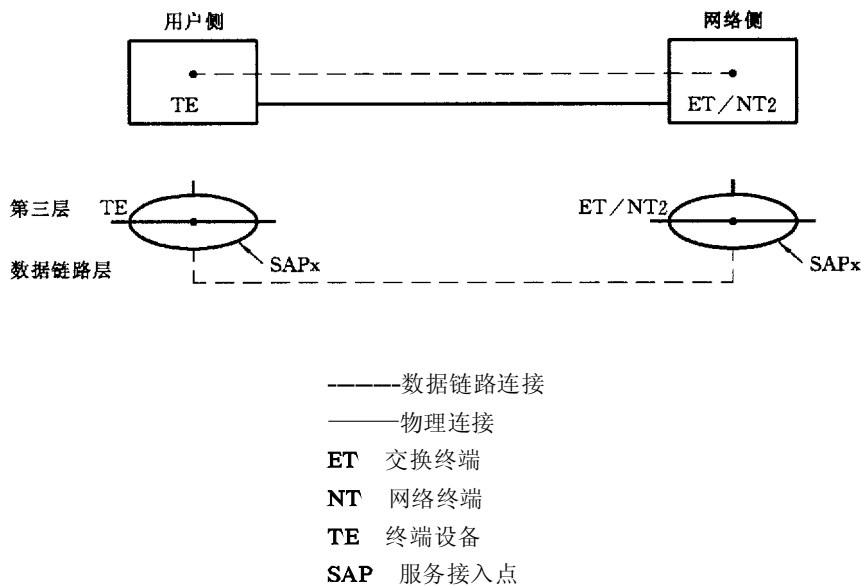 用户侧 网络侧
TE ET/NT2
第三层 TE ET/NT2
SAPx SAPx
数据链路层
数据链路连接
物理连接
ET 交换终端
NT 网络终端
TE 终端设备
SAP 服务接入点